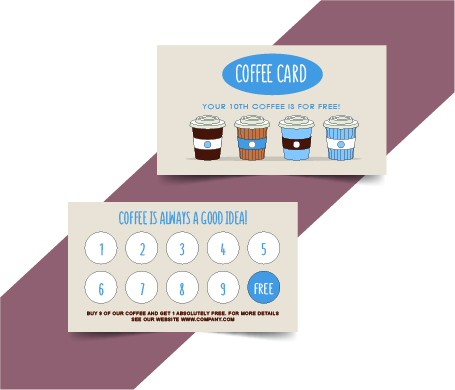 COFFEE CARD
YOUR 10TH COFFEE IS FOR FREE!
COFFEE IS ALWAYS A GOOD IDEA!
1 2 3 4 5
6 7 8 9 FREE
BUY 9 OF OUR COFFEE AND GET 1 ABSOLUTELY FREE. FOR MORE DETAILS
SEE OUR WEBSITE WWW.COMPANY.COM